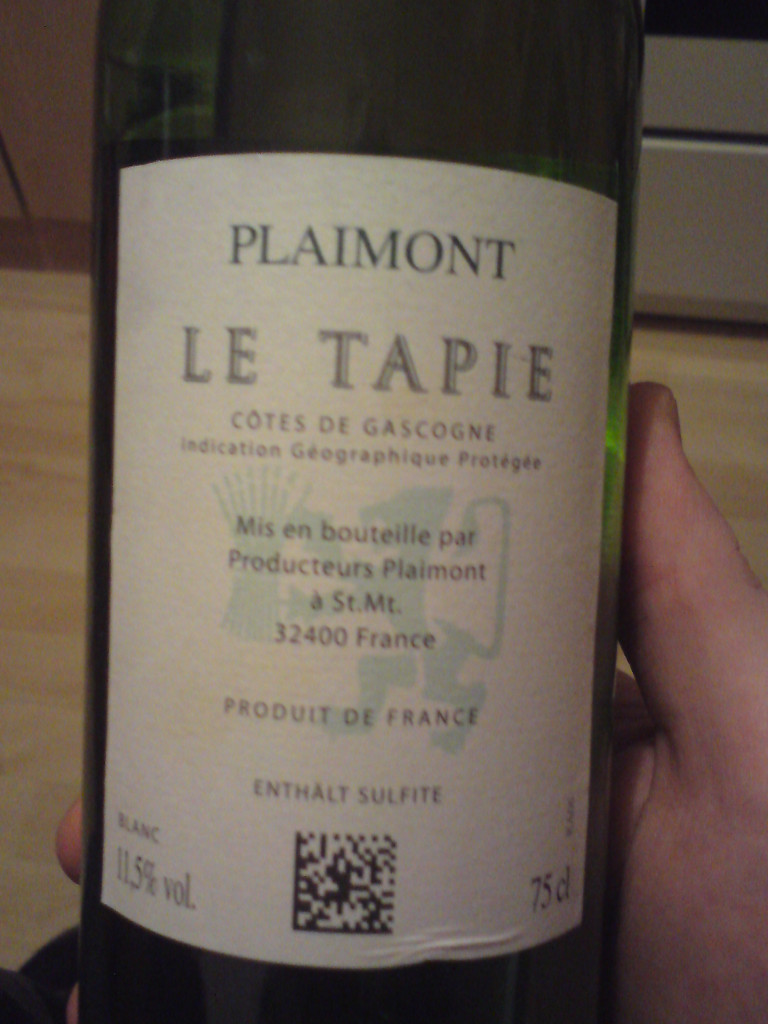 PLAIMONT
LE TAPIE
CÔTES DE GASCOGNE
Indication Géographique Protégée
Mis en bouteille par
Producteurs Plaimont
à St.Mt.
32400 France
PRODUIT DE FRANCE
ENTHÄLT SULFITE
BLANC
11,5% vol.
75 cl